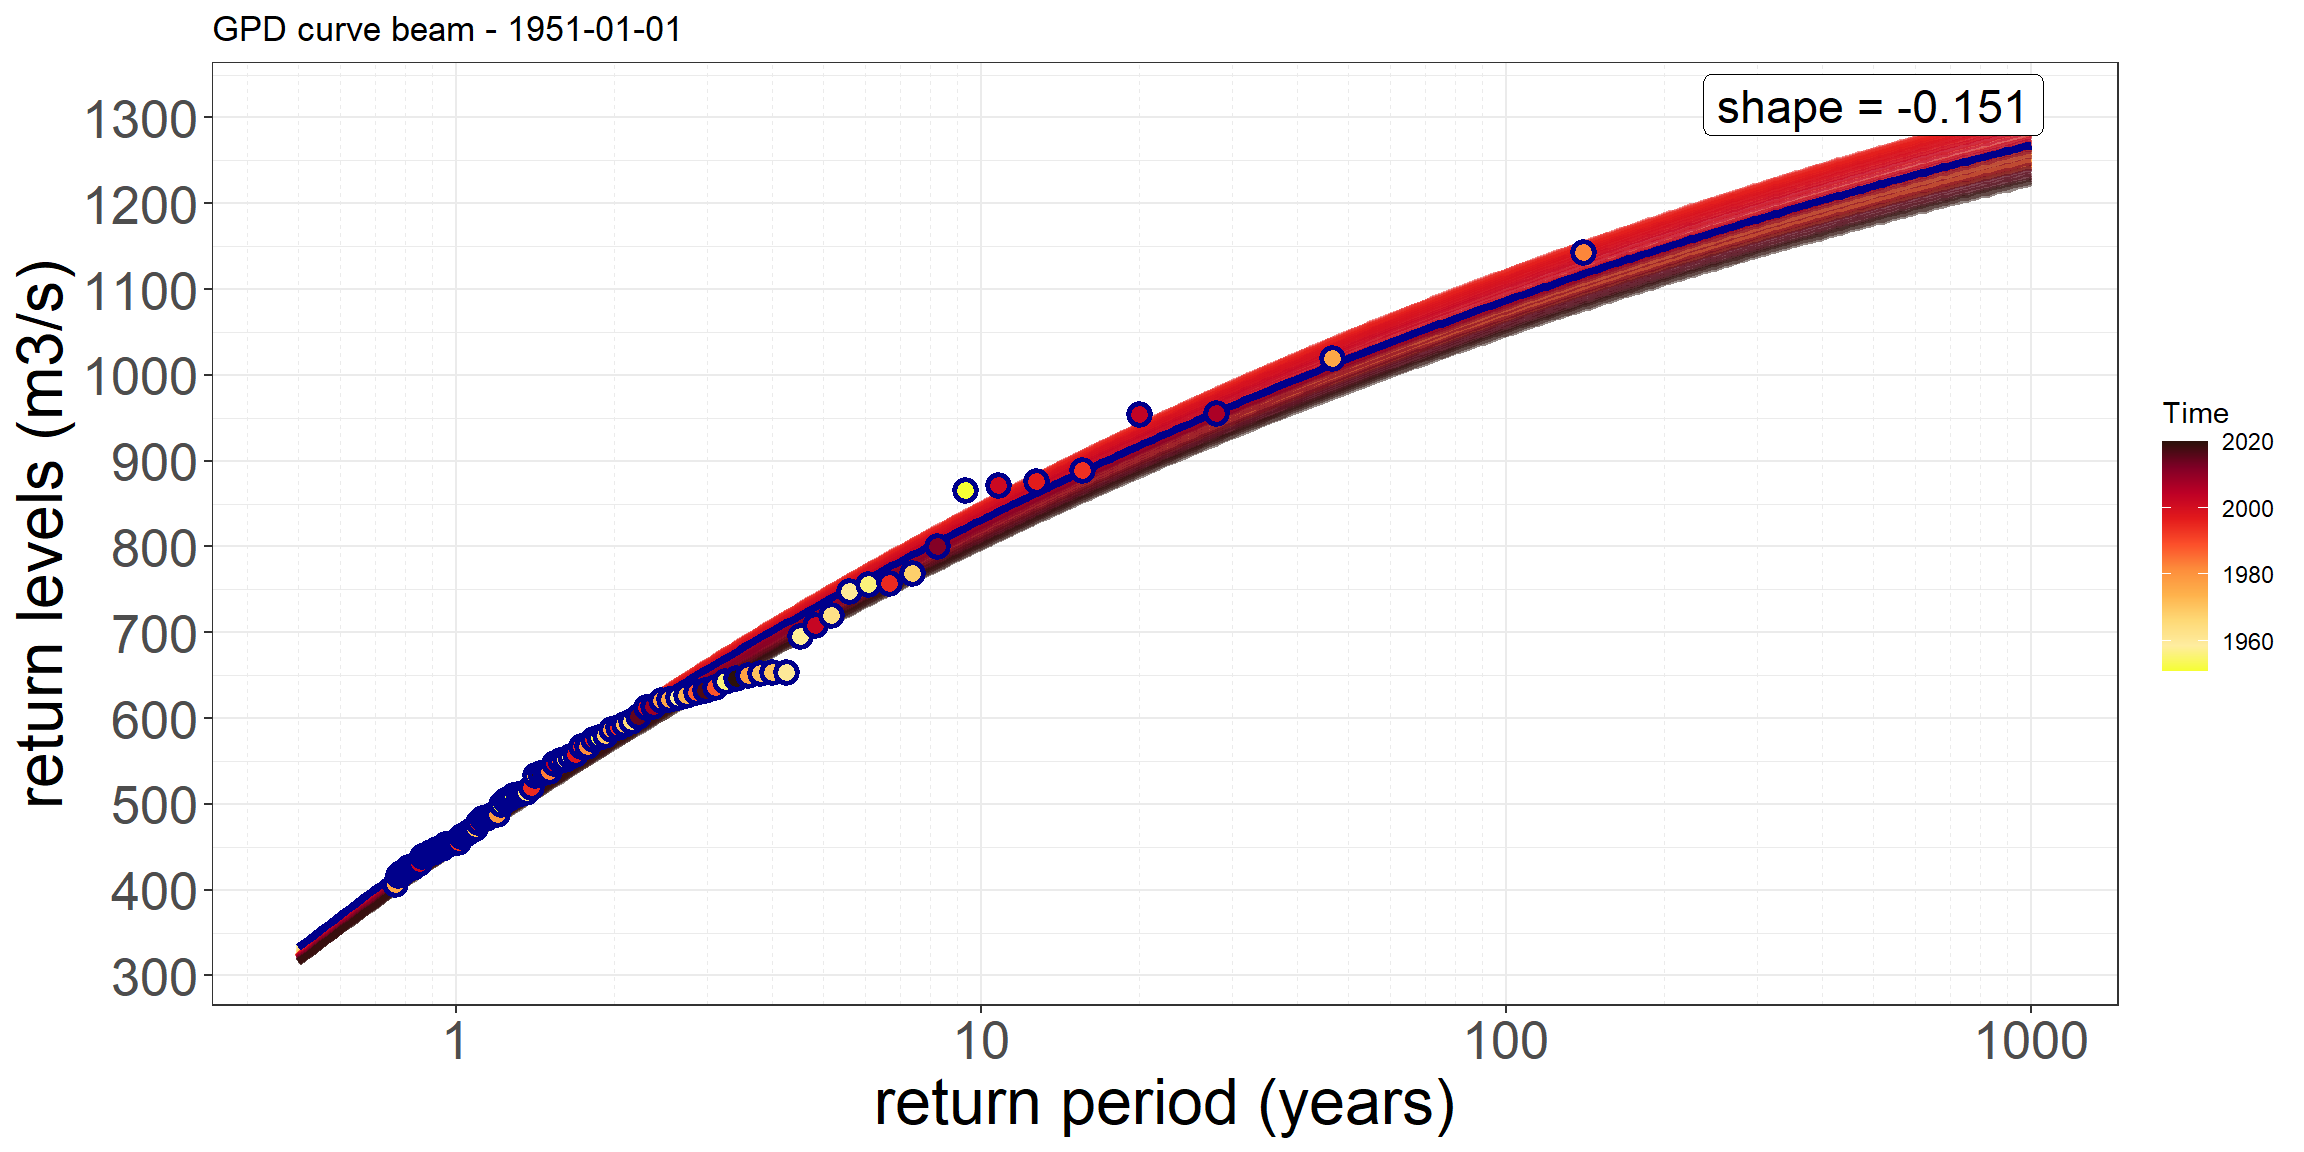 GPD curve beam - 1951-01-01
shape = -0.151
return levels (m3/s)
1300
1200
1100
1000
900
800
700
600
500
400
300
1 10 100 1000
return period (years)
Time
2020
2000
1980
1960